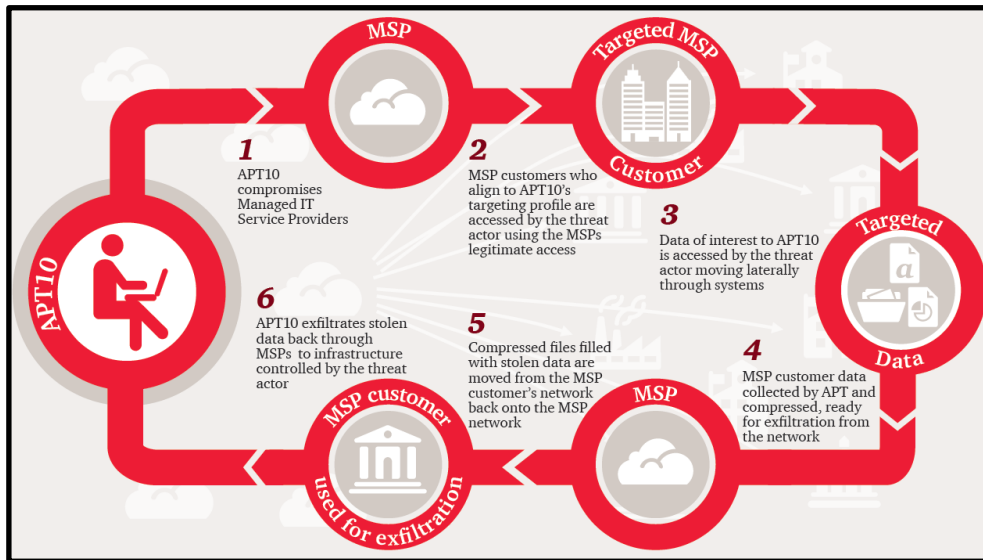 MSP
Targeted MSP
Customer
1
APT10
compromises
Managed IT
Service Providers
2
MSP customers who
align to APT10’s
targeting profile are
accessed by the threat
actor using the MSPs
legitimate access
3
Data of interest to APT10
is accessed by the threat
actor moving laterally
through systems
Targeted
a
Data
4
MSP customer data
collected by APT and
compressed, ready
for exfiltration from
the network
MSP
5
Compressed files filled
with stolen data are
moved from the MSP
customer’s network
back onto the MSP
network
MSP customer
used for exfiltration
6
APT10 exfiltrates stolen
data back through
MSPs to infrastructure
controlled by the threat
actor
APT10